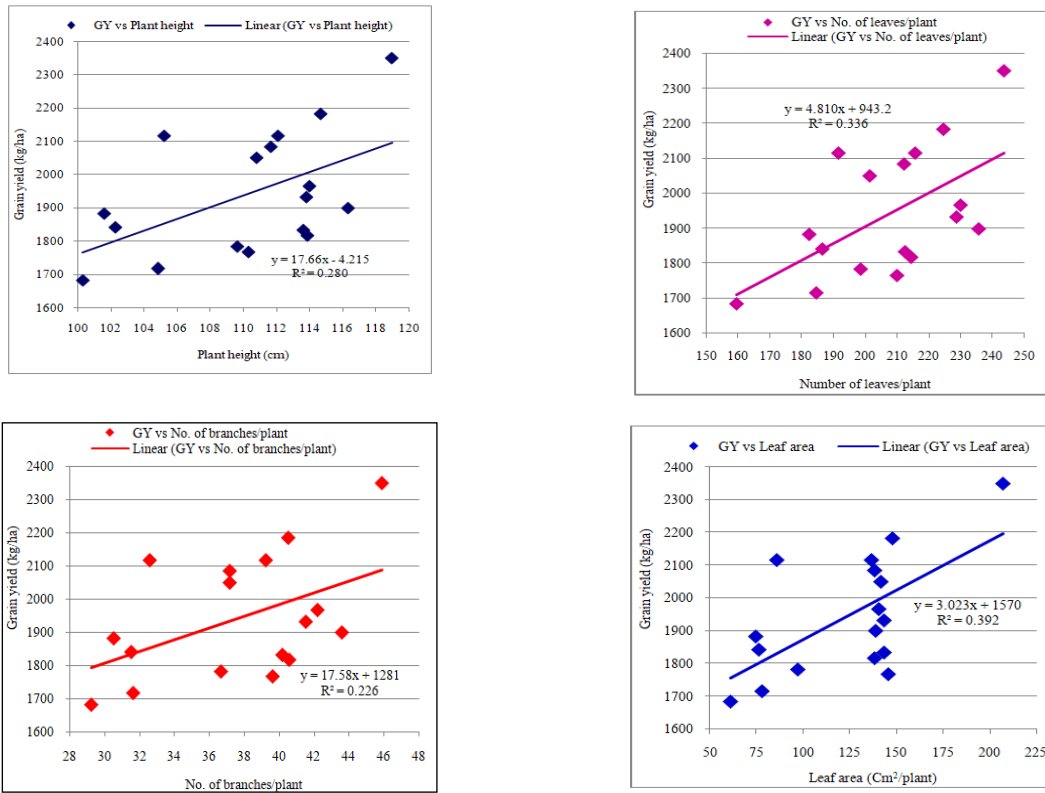 GY vs Plant height Linear (GY vs Plant height)
2400
2300
2200
2100
2000
1900
1800
1700
1600
Grain yield (kg/ha)
y = 17.66x - 4.215
R² = 0.280
100 102 104 106 108 110 112 114 116 118 120
Plant height (cm)
GY vs No. of leaves/plant
Linear (GY vs No. of leaves/plant)
2400
2300
2200
2100
2000
1900
1800
1700
1600
Grain yield (kg/ha)
y = 4.810x + 943.2
R² = 0.336
150 160 170 180 190 200 210 220 230 240 250
Number of leaves/plant
GY vs No. of branches/plant
Linear (GY vs No. of branches/plant)
2400
2300
2200
2100
2000
1900
1800
1700
1600
Grain yield (kg/ha)
y = 17.58x + 1281
R² = 0.226
28 30 32 34 36 38 40 42 44 46 48
No. of branches/plant
GY vs Leaf area Linear (GY vs Leaf area)
2400
2300
2200
2100
2000
1900
1800
1700
1600
Grain yield (kg/ha)
y = 3.023x + 1570
R² = 0.392
50 75 100 125 150 175 200 225
Leaf area (Cm²/plant)